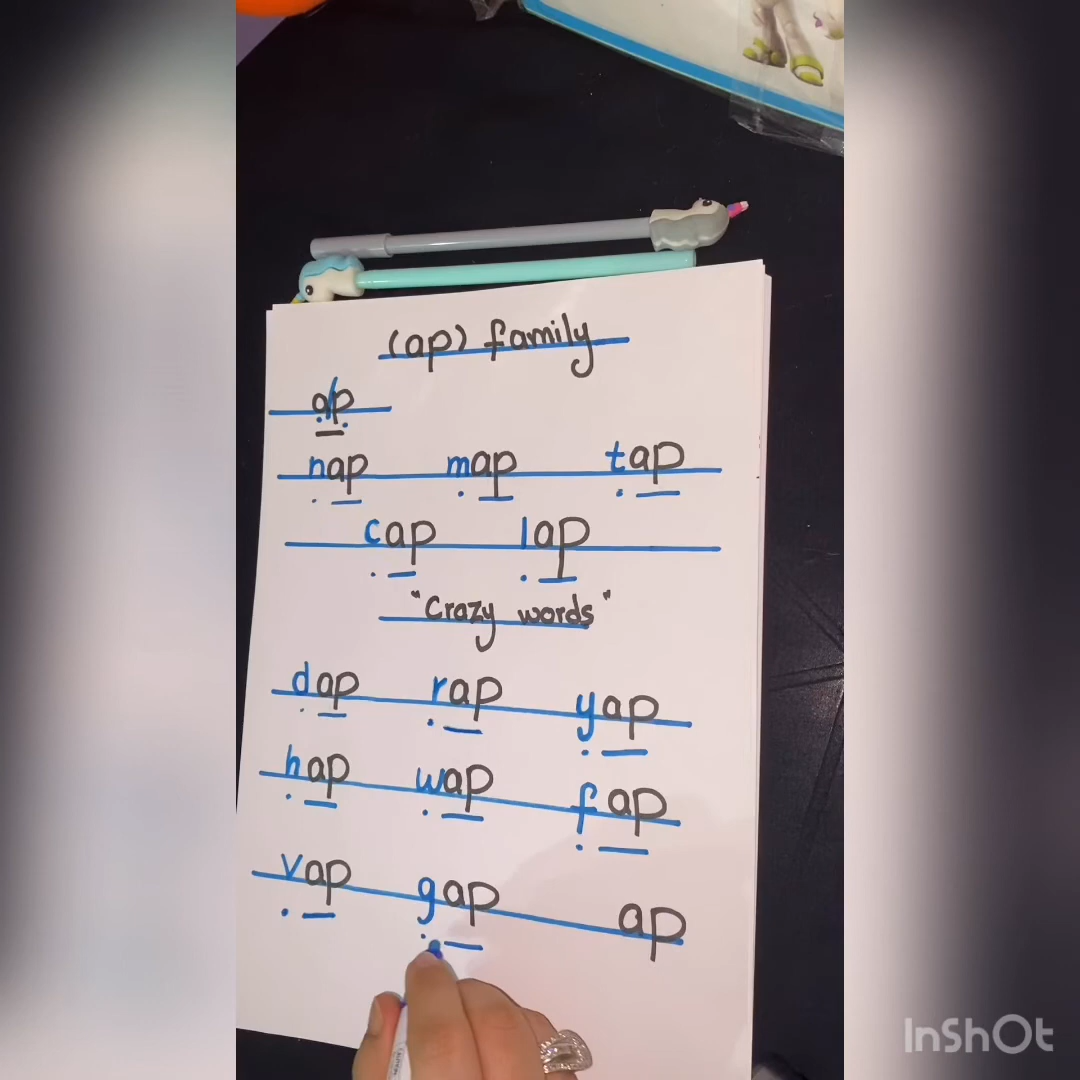 (ap) family
ap
nap map tap
cap lap
"Crazy words"
dap rap yap
hap wap fap
vap gap ap
InShOt